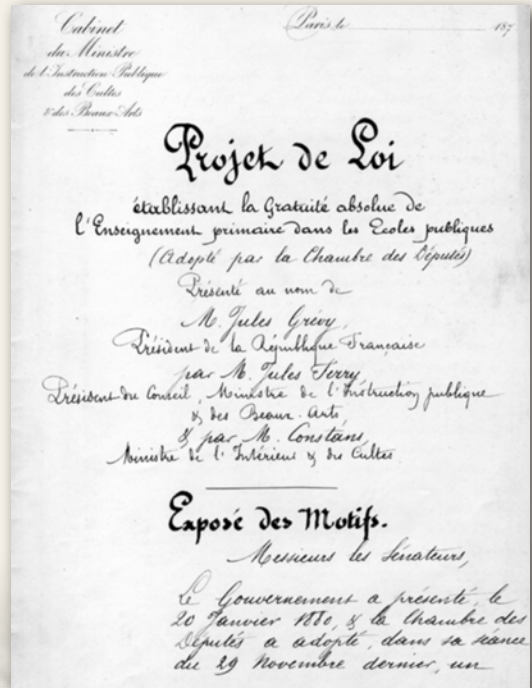 Cabinet
du Ministre
de l'Instruction Publique
des Cultes
& des Beaux-Arts
Paris, le 187
Projet de Loi
établissant la Gratuité absolue de
l'Enseignement primaire dans les Ecoles publiques
(Adopté par la Chambre des Députés)
Présenté au nom de
M. Jules Grévy,
Président de la République Française
par M. Jules Ferry
Président du Conseil, Ministre de l'Instruction publique
& des Beaux-Arts
& par M. Constans,
Ministre de l'Intérieur & des Cultes
Exposé des Motifs.
Messieurs les Sénateurs,
Le Gouvernement a présenté, le
20 Janvier 1880, & la Chambre des
Députés a adopté, dans sa séance
du 29 Novembre dernier, un